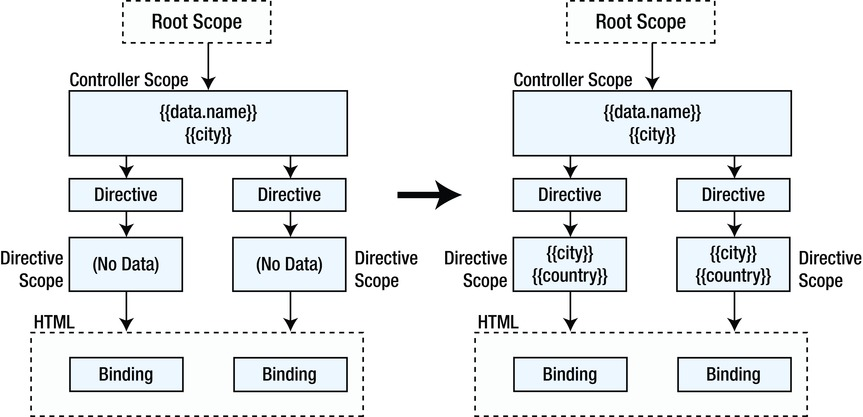 Root Scope
Controller Scope
{{data.name}}
{{city}}
Directive
Directive
Directive
Scope
(No Data)
(No Data)
Directive
Scope
HTML
Binding
Binding
Root Scope
Controller Scope
{{data.name}}
{{city}}
Directive
Directive
Directive
Scope
{{city}}
{{country}}
{{city}}
{{country}}
Directive
Scope
HTML
Binding
Binding